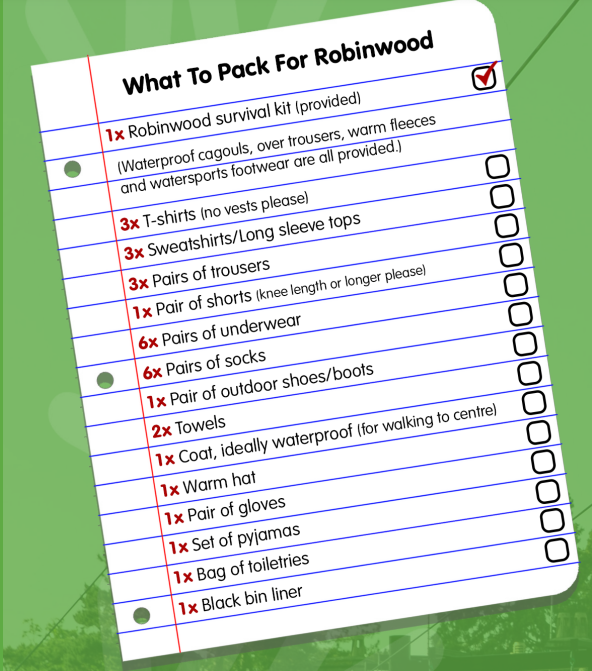 What To Pack For Robinwood
1x Robinwood survival kit (provided)
(Waterproof cagouls, over trousers, warm fleeces
and watersports footwear are all provided.)
3x T-shirts (no vests please)
3x Sweatshirts/Long sleeve tops
3x Pairs of trousers
1x Pair of shorts (knee length or longer please)
6x Pairs of underwear
6x Pairs of socks
1x Pair of outdoor shoes/boots
2x Towels
1x Coat, ideally waterproof (for walking to centre)
1x Warm hat
1x Pair of gloves
1x Set of pyjamas
1x Bag of toiletries
1x Black bin liner